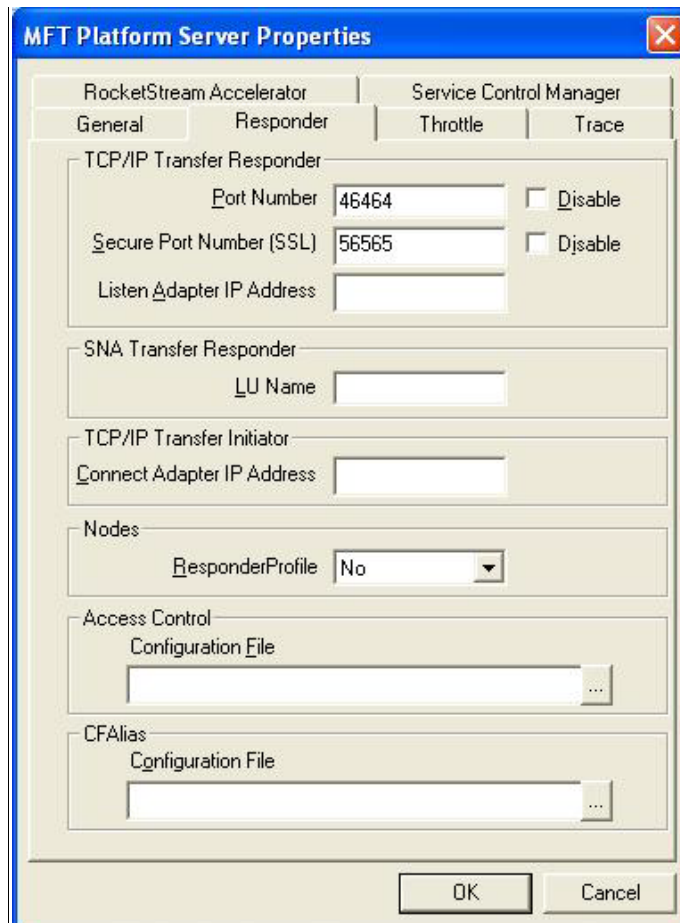 MFT Platform Server Properties
RocketStream Accelerator Service Control Manager
General Responder Throttle Trace
TCP/IP Transfer Responder
Port Number 46464 Disable
Secure Port Number (SSL) 56565 Disable
Listen Adapter IP Address
SNA Transfer Responder
LU Name
TCP/IP Transfer Initiator
Connect Adapter IP Address
Nodes
ResponderProfile No
Access Control
Configuration File
...
CFAlias
Configuration File
...
OK Cancel